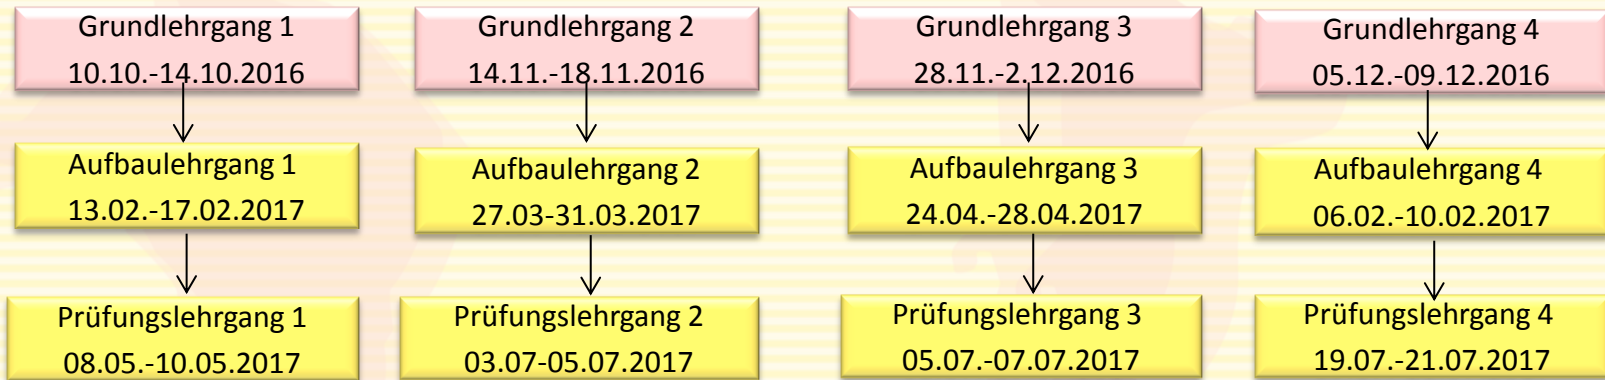 Grundlehrgang 1
10.10.-14.10.2016
Grundlehrgang 2
14.11.-18.11.2016
Grundlehrgang 3
28.11.-2.12.2016
Grundlehrgang 4
05.12.-09.12.2016
Aufbaulehrgang 1
13.02.-17.02.2017
Aufbaulehrgang 2
27.03-31.03.2017
Aufbaulehrgang 3
24.04.-28.04.2017
Aufbaulehrgang 4
06.02.-10.02.2017
Prüfungslehrgang 1
08.05.-10.05.2017
Prüfungslehrgang 2
03.07-05.07.2017
Prüfungslehrgang 3
05.07.-07.07.2017
Prüfungslehrgang 4
19.07.-21.07.2017